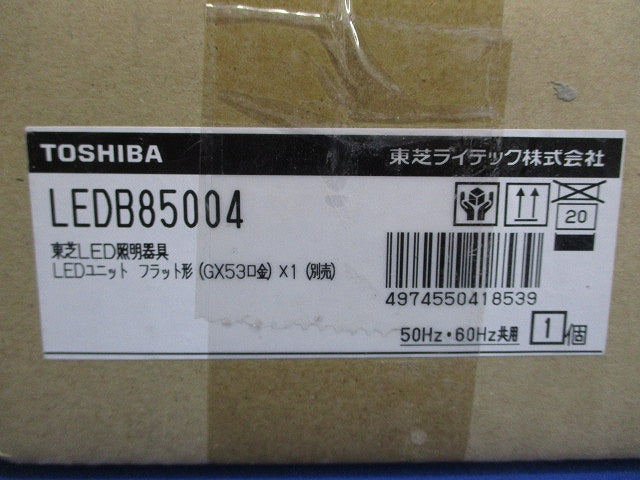 TOSHIBA 東芝ライテック株式会社
LEDB85004
20
東芝LED照明器具
LEDユニット フラット形 (GX53口金) ×1 (別売)
4974550418539
50Hz・60Hz共用 1個